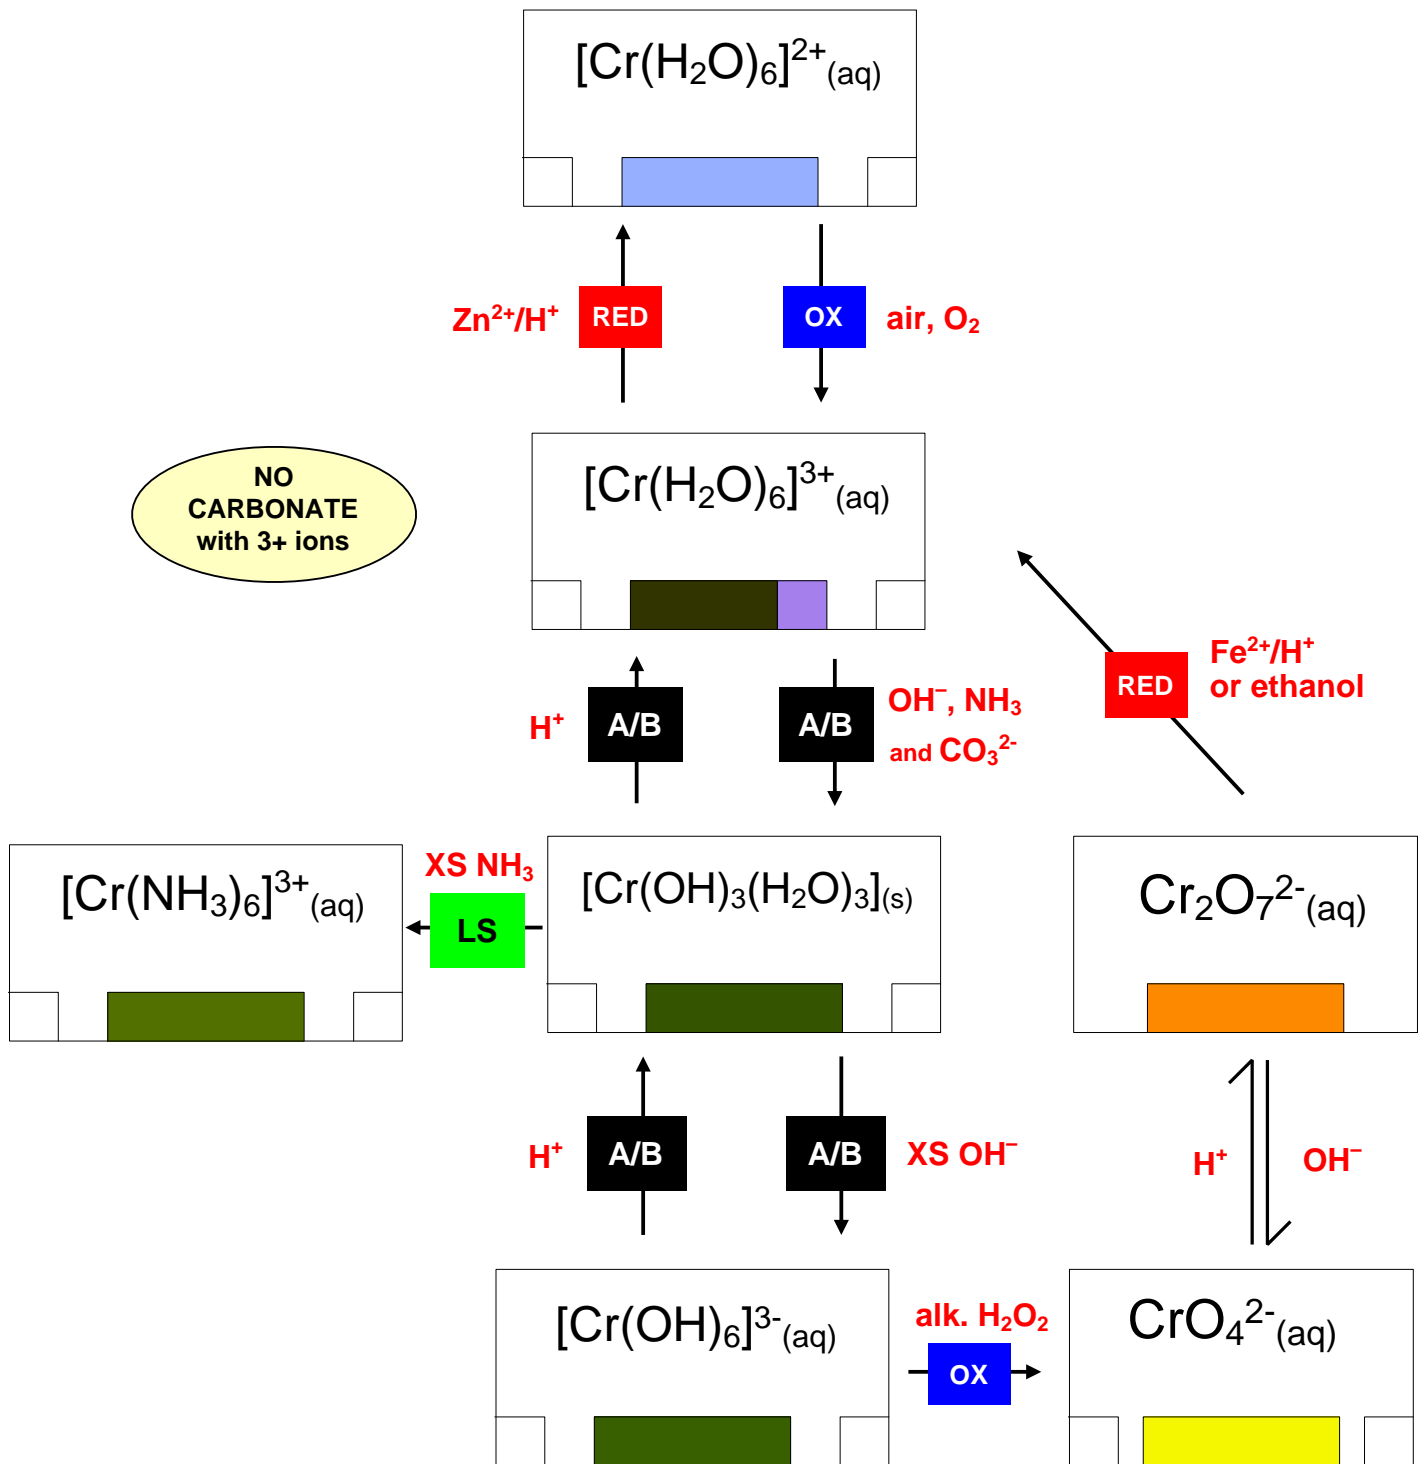 [Cr(H₂O)₆]²⁺(aq)
Zn²⁺/H⁺ RED OX air, O₂
NO
CARBONATE
with 3+ ions
[Cr(H₂O)₆]³⁺(aq)
H⁺ A/B A/B OH⁻, NH₃
and CO₃²⁻
RED Fe²⁺/H⁺
or ethanol
[Cr(NH₃)₆]³⁺(aq)
XS NH₃
LS
[Cr(OH)₃(H₂O)₃](s)
Cr₂O₇²⁻(aq)
H⁺ A/B A/B XS OH⁻
H⁺ OH⁻
[Cr(OH)₆]³⁻(aq)
alk. H₂O₂
OX
CrO₄²⁻(aq)